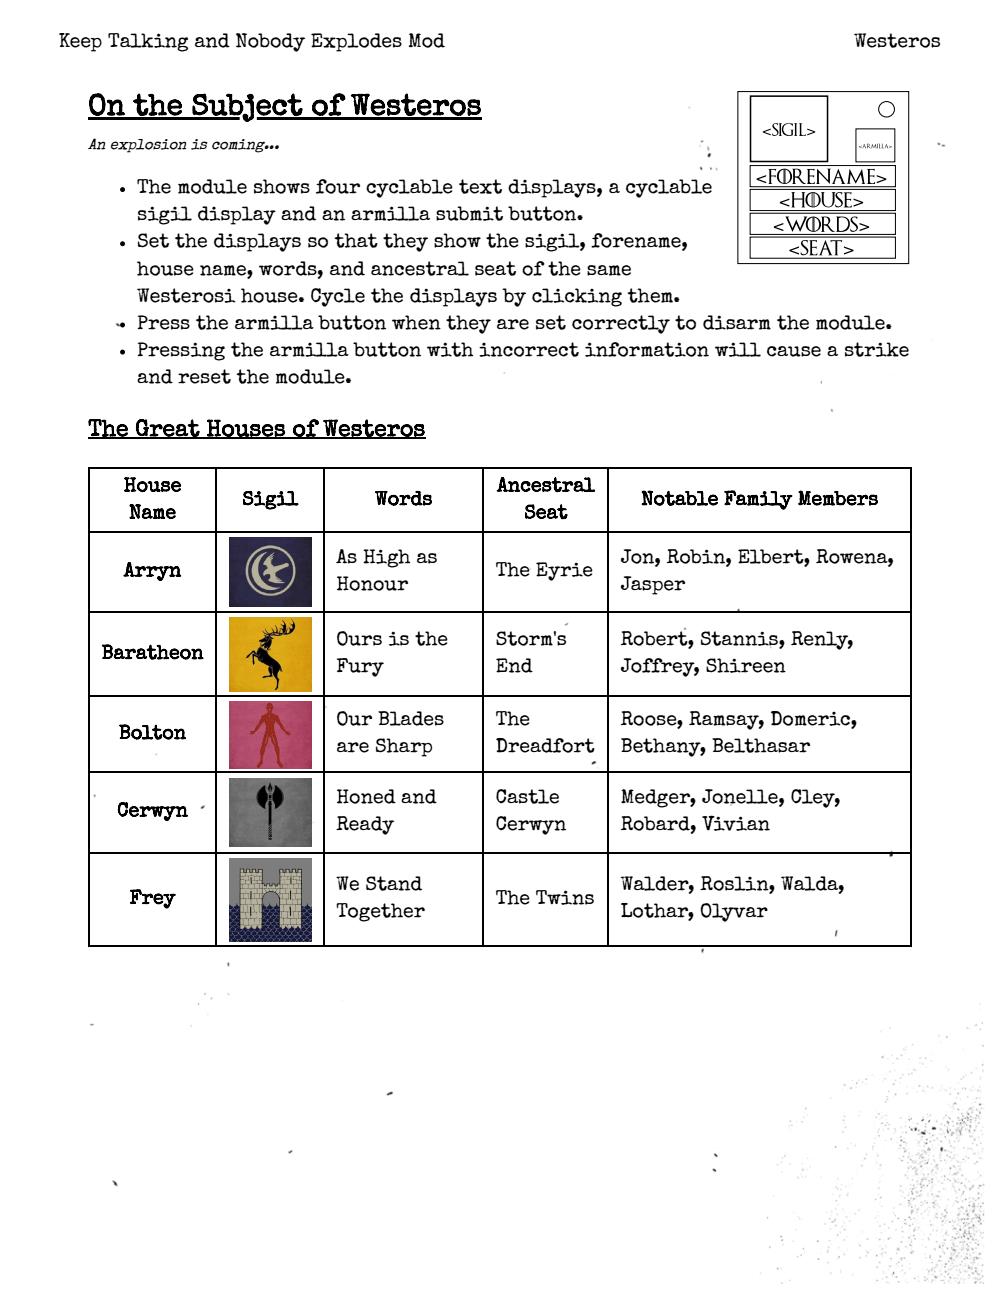 Keep Talking and Nobody Explodes Mod
Westeros
On the Subject of Westeros
An explosion is coming...
<SIGIL>
<ARMILLA>
<FORENAME>
<HOUSE>
<WORDS>
<SEAT>
• The module shows four cyclable text displays, a cyclable
sigil display and an armilla submit button.
• Set the displays so that they show the sigil, forename,
house name, words, and ancestral seat of the same
Westerosi house. Cycle the displays by clicking them.
• Press the armilla button when they are set correctly to disarm the module.
• Pressing the armilla button with incorrect information will cause a strike
and reset the module.
The Great Houses of Westeros
House
Name
Sigil
Words
Ancestral
Seat
Notable Family Members
Arryn
As High as
Honour
The Eyrie
Jon, Robin, Elbert, Rowena,
Jasper
Baratheon
Ours is the
Fury
Storm's
End
Robert, Stannis, Renly,
Joffrey, Shireen
Bolton
Our Blades
are Sharp
The
Dreadfort
Roose, Ramsay, Domeric,
Bethany, Belthasar
Cerwyn
Honed and
Ready
Castle
Cerwyn
Medger, Jonelle, Cley,
Robard, Vivian
Frey
We Stand
Together
The Twins
Walder, Roslin, Walda,
Lothar, Olyvar